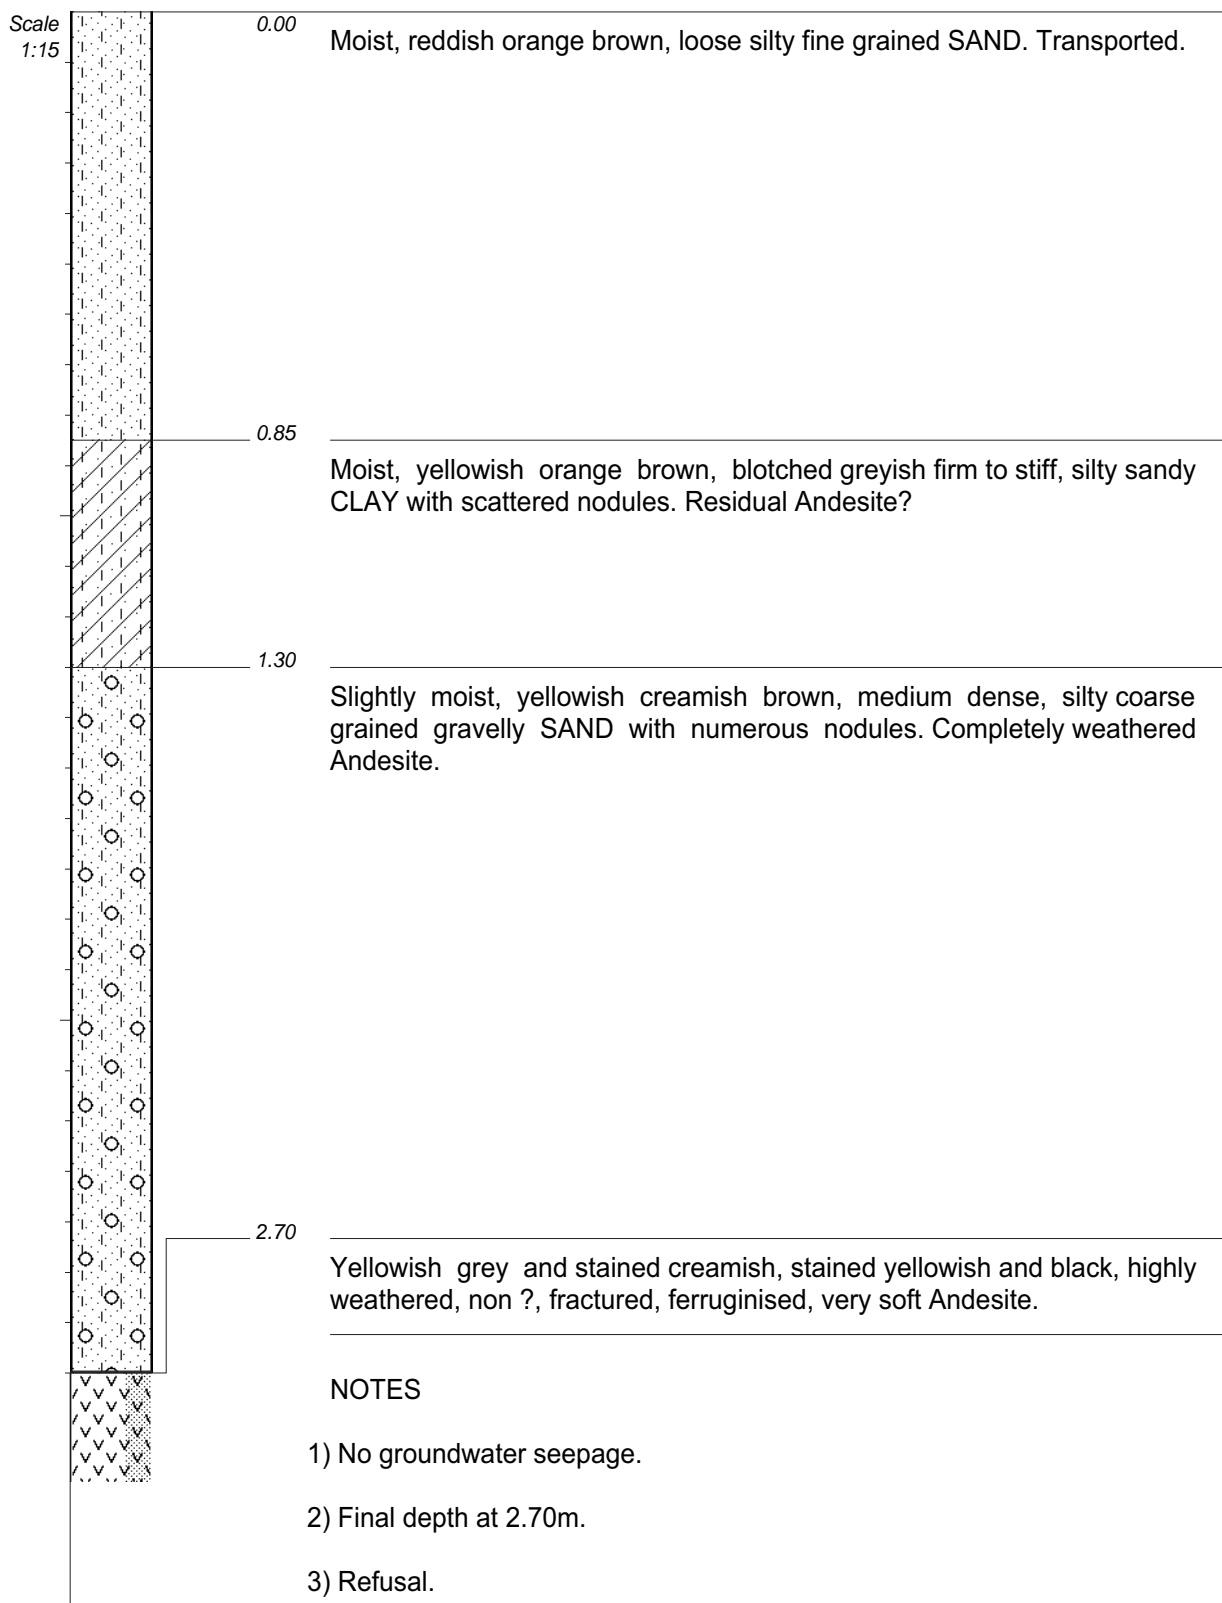 Scale
1:15
0.00
Moist, reddish orange brown, loose silty fine grained SAND. Transported.
0.85
Moist, yellowish orange brown, blotched greyish firm to stiff, silty sandy
CLAY with scattered nodules. Residual Andesite?
1.30
Slightly moist, yellowish creamish brown, medium dense, silty coarse
grained gravelly SAND with numerous nodules. Completely weathered
Andesite.
2.70
Yellowish grey and stained creamish, stained yellowish and black, highly
weathered, non ?, fractured, ferruginised, very soft Andesite.
NOTES
1) No groundwater seepage.
2) Final depth at 2.70m.
3) Refusal.